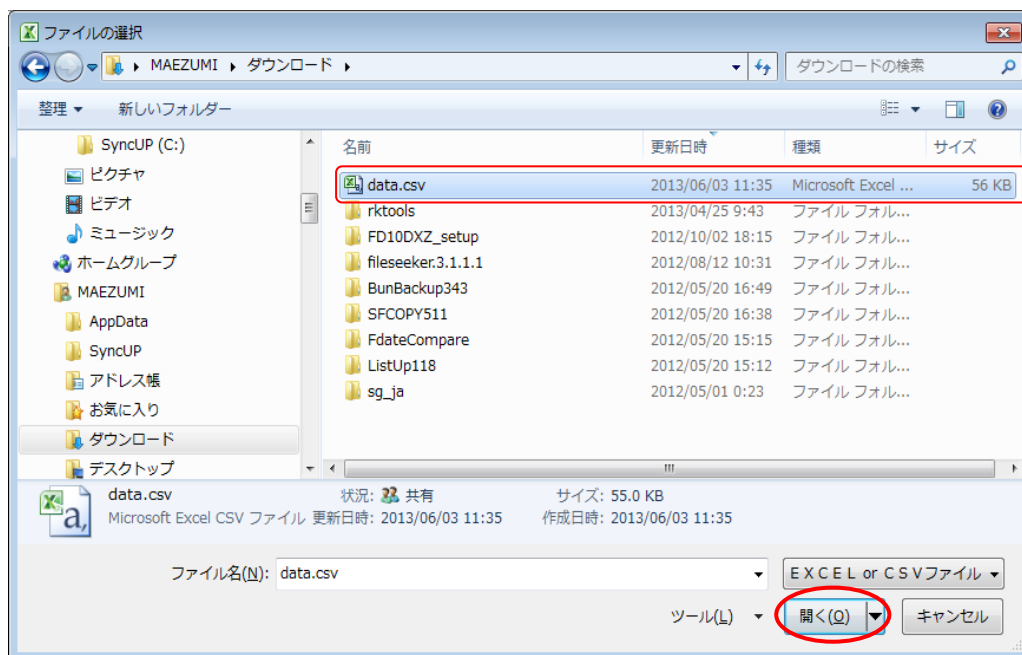 ファイルの選択
MAEZUMI ダウンロード ダウンロードの検索
整理 新しいフォルダー
SyncUP (C:)
ピクチャ
ビデオ
ミュージック
ホームグループ
MAEZUMI
AppData
SyncUP
アドレス帳
お気に入り
ダウンロード
デスクトップ
名前 更新日時 種類 サイズ
data.csv 2013/06/03 11:35 Microsoft Excel ... 56 KB
rktools 2013/04/25 9:43 ファイル フォル...
FD10DXZ_setup 2012/10/02 18:15 ファイル フォル...
fileseeker.3.1.1.1 2012/08/12 10:31 ファイル フォル...
BunBackup343 2012/05/20 16:49 ファイル フォル...
SFCOPY511 2012/05/20 16:38 ファイル フォル...
FdateCompare 2012/05/20 15:15 ファイル フォル...
ListUp118 2012/05/20 15:12 ファイル フォル...
sg_ja 2012/05/01 0:23 ファイル フォル...
data.csv 状況: 共有 サイズ: 55.0 KB
Microsoft Excel CSV ファイル 更新日時: 2013/06/03 11:35 作成日時: 2013/06/03 11:35
ファイル名(N): data.csv ＥＸＣＥＬ or ＣＳＶファイル
ツール(L) 開く(O) キャンセル